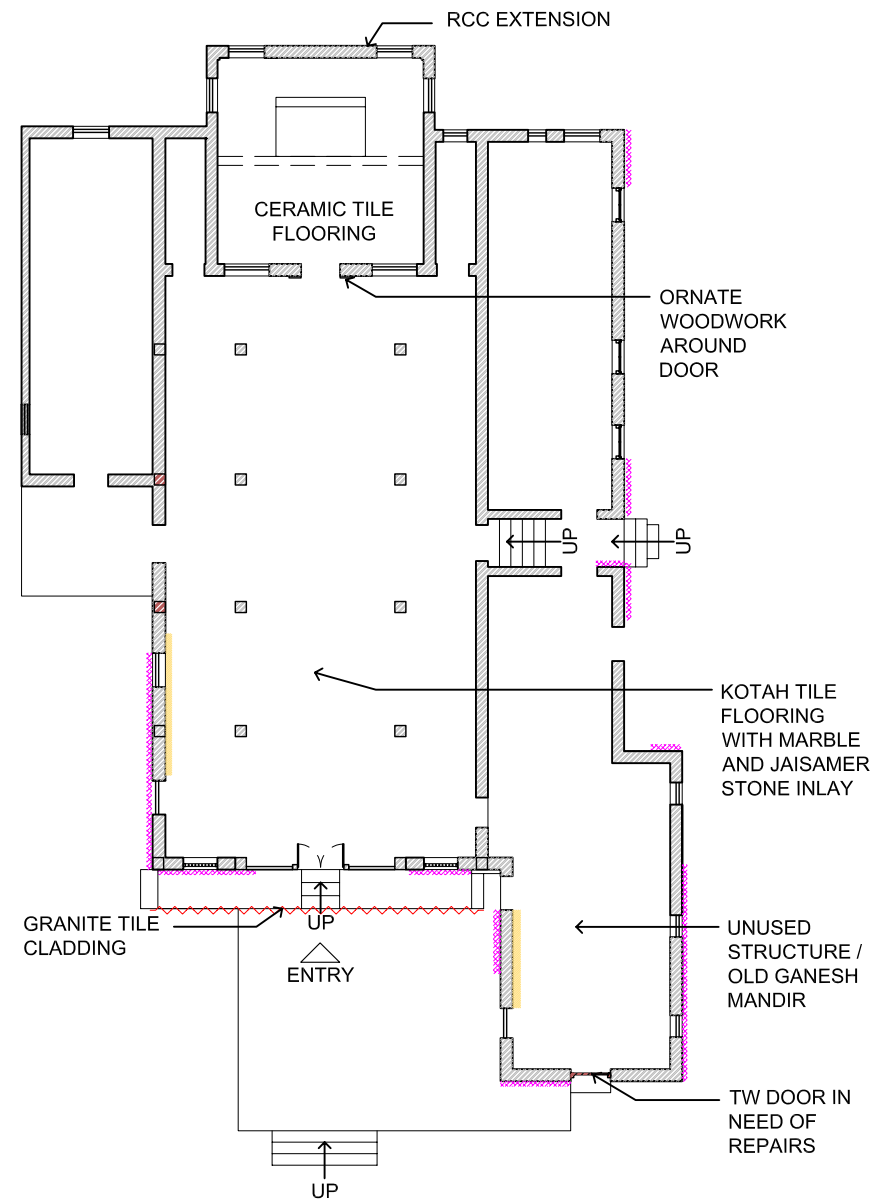 RCC EXTENSION
CERAMIC TILE
FLOORING
ORNATE
WOODWORK
AROUND
DOOR
UP
UP
KOTAH TILE
FLOORING
WITH MARBLE
AND JAISAMER
STONE INLAY
GRANITE TILE
CLADDING
UP
ENTRY
UNUSED
STRUCTURE /
OLD GANESH
MANDIR
TW DOOR IN
NEED OF
REPAIRS
UP